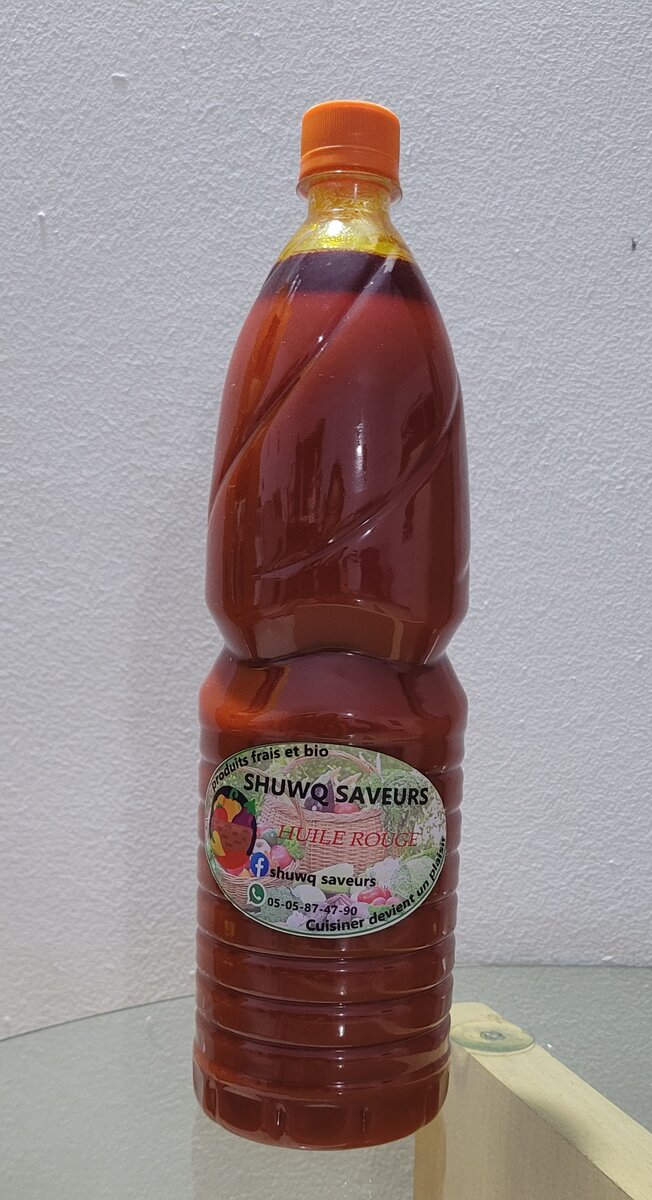 produits frais et bio
SHUWQ SAVEURS
HUILE ROUGE
f
shuwq saveurs
05-05-87-47-90
Cuisiner devient un plaisir